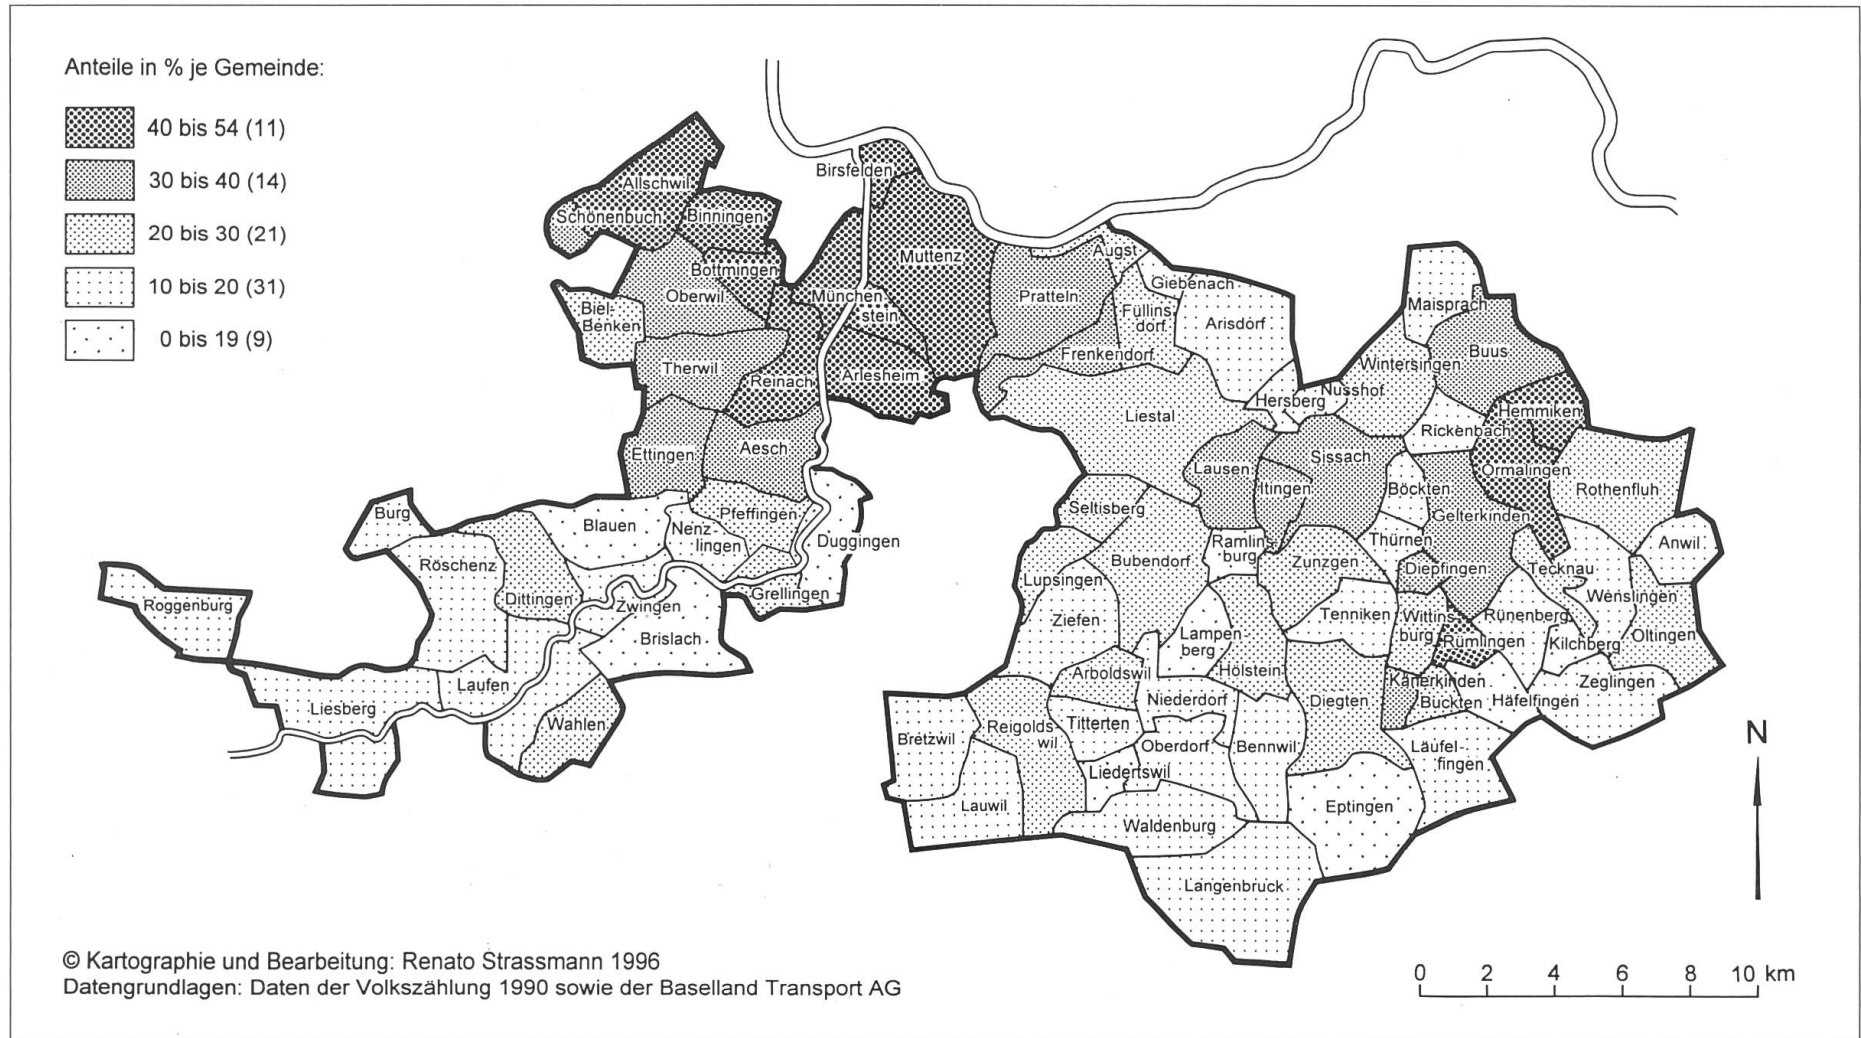 Anteile in % je Gemeinde:
40 bis 54 (11)
30 bis 40 (14)
20 bis 30 (21)
10 bis 20 (31)
0 bis 19 (9)
Birsfelden
Allschwil
Schönenbuch
Binningen
Bottmingen
Muttenz
Oberwil
München
stein
Biel-
Benken
Therwil
Reinach
Arlesheim
Ettingen
Aesch
Pfeffingen
Burg
Blauen
Nenz
lingen
Duggingen
Röschenz
Dittingen
Zwingen
Grellingen
Roggenburg
Brislach
Laufen
Liesberg
Wahlen
Augst
Pratteln
Giebenach
Füllins
dorf
Arisdorf
Frenkendorf
Hersberg
Nusshof
Liestal
Maisprach
Buus
Wintersingen
Hemmiken
Rickenbach
Lausen
Sissach
Itingen
Ormalingen
Böckten
Rothenfluh
Gelterkinden
Seltisberg
Ramlins
burg
Thürnen
Anwil
Bubendorf
Zunzgen
Diepflingen
Tecknau
Lupsingen
Wenslingen
Ziefen
Tenniken
Wittins
burg
Rünenberg
Lampen
berg
Rümlingen
Kilchberg
Oltingen
Arboldswil
Hölstein
Känerkinden
Zeglingen
Niederdorf
Diegten
Buckten
Häfelfingen
Bretzwil
Reigolds
wil
Titterten
Oberdorf
Bennwil
Läufel-
fingen
Liedertswil
Lauwil
Eptingen
Waldenburg
Langenbruck
N
0 2 4 6 8 10 km
© Kartographie und Bearbeitung: Renato Strassmann 1996
Datengrundlagen: Daten der Volkszählung 1990 sowie der Baselland Transport AG